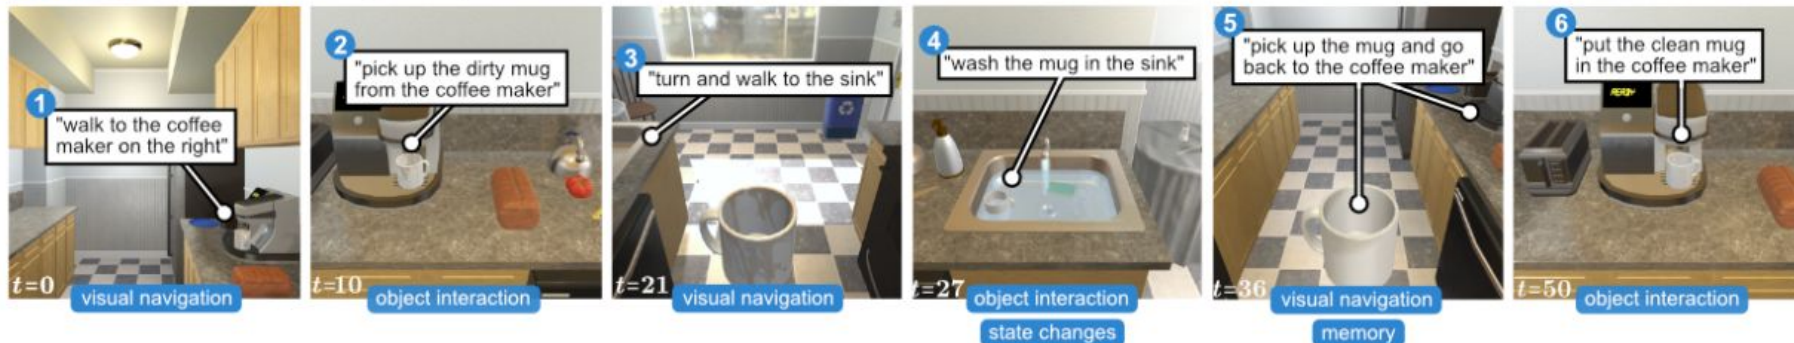 1
"walk to the coffee
maker on the right"
t=0
visual navigation
2
"pick up the dirty mug
from the coffee maker"
t=10
object interaction
3
"turn and walk to the sink"
t=21
visual navigation
4
"wash the mug in the sink"
t=27
object interaction
state changes
5
"pick up the mug and go
back to the coffee maker"
t=36
visual navigation
memory
6
"put the clean mug
in the coffee maker"
READY
t=50
object interaction